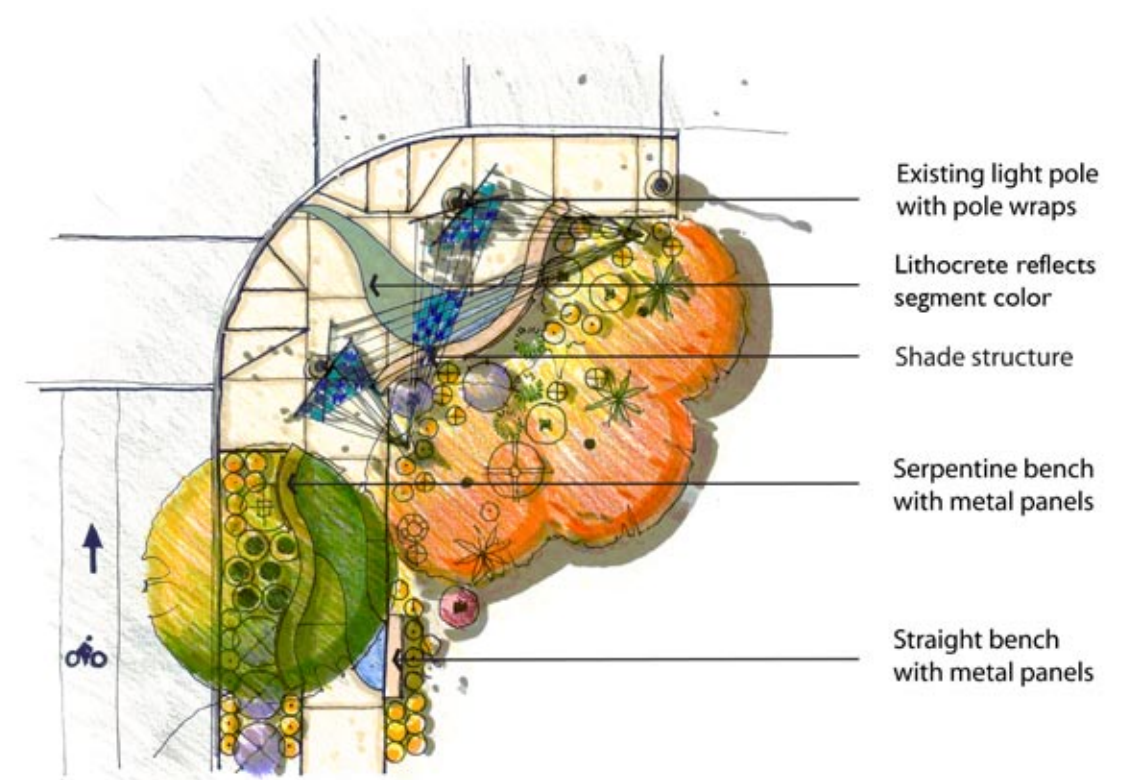 Existing light pole
with pole wraps
Lithocrete reflects
segment color
Shade structure
Serpentine bench
with metal panels
Straight bench
with metal panels